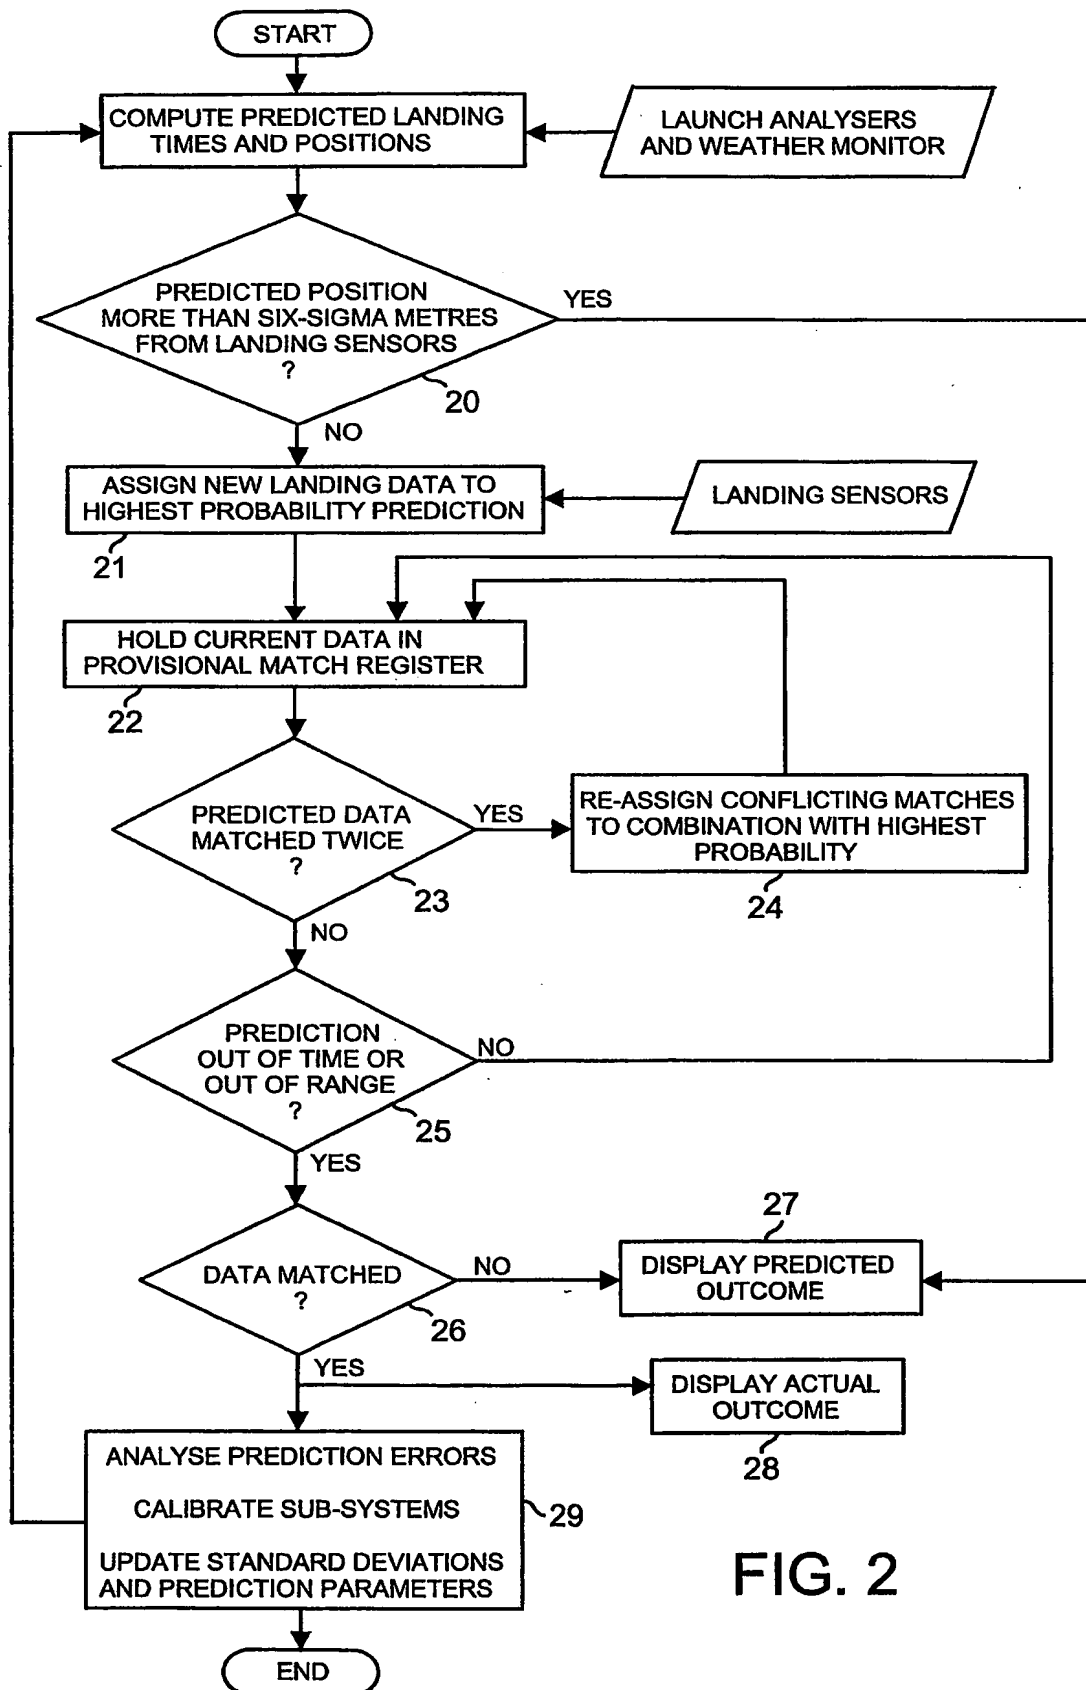 START
COMPUTE PREDICTED LANDING
TIMES AND POSITIONS
LAUNCH ANALYSERS
AND WEATHER MONITOR
PREDICTED POSITION
MORE THAN SIX-SIGMA METRES
FROM LANDING SENSORS
?
YES
20
NO
ASSIGN NEW LANDING DATA TO
HIGHEST PROBABILITY PREDICTION
LANDING SENSORS
21
HOLD CURRENT DATA IN
PROVISIONAL MATCH REGISTER
22
PREDICTED DATA
MATCHED TWICE
?
YES
23
RE-ASSIGN CONFLICTING MATCHES
TO COMBINATION WITH HIGHEST
PROBABILITY
24
NO
PREDICTION
OUT OF TIME OR
OUT OF RANGE
?
NO
25
YES
DATA MATCHED
?
NO
26
27
DISPLAY PREDICTED
OUTCOME
YES
DISPLAY ACTUAL
OUTCOME
28
ANALYSE PREDICTION ERRORS
CALIBRATE SUB-SYSTEMS
UPDATE STANDARD DEVIATIONS
AND PREDICTION PARAMETERS
29
END
FIG. 2